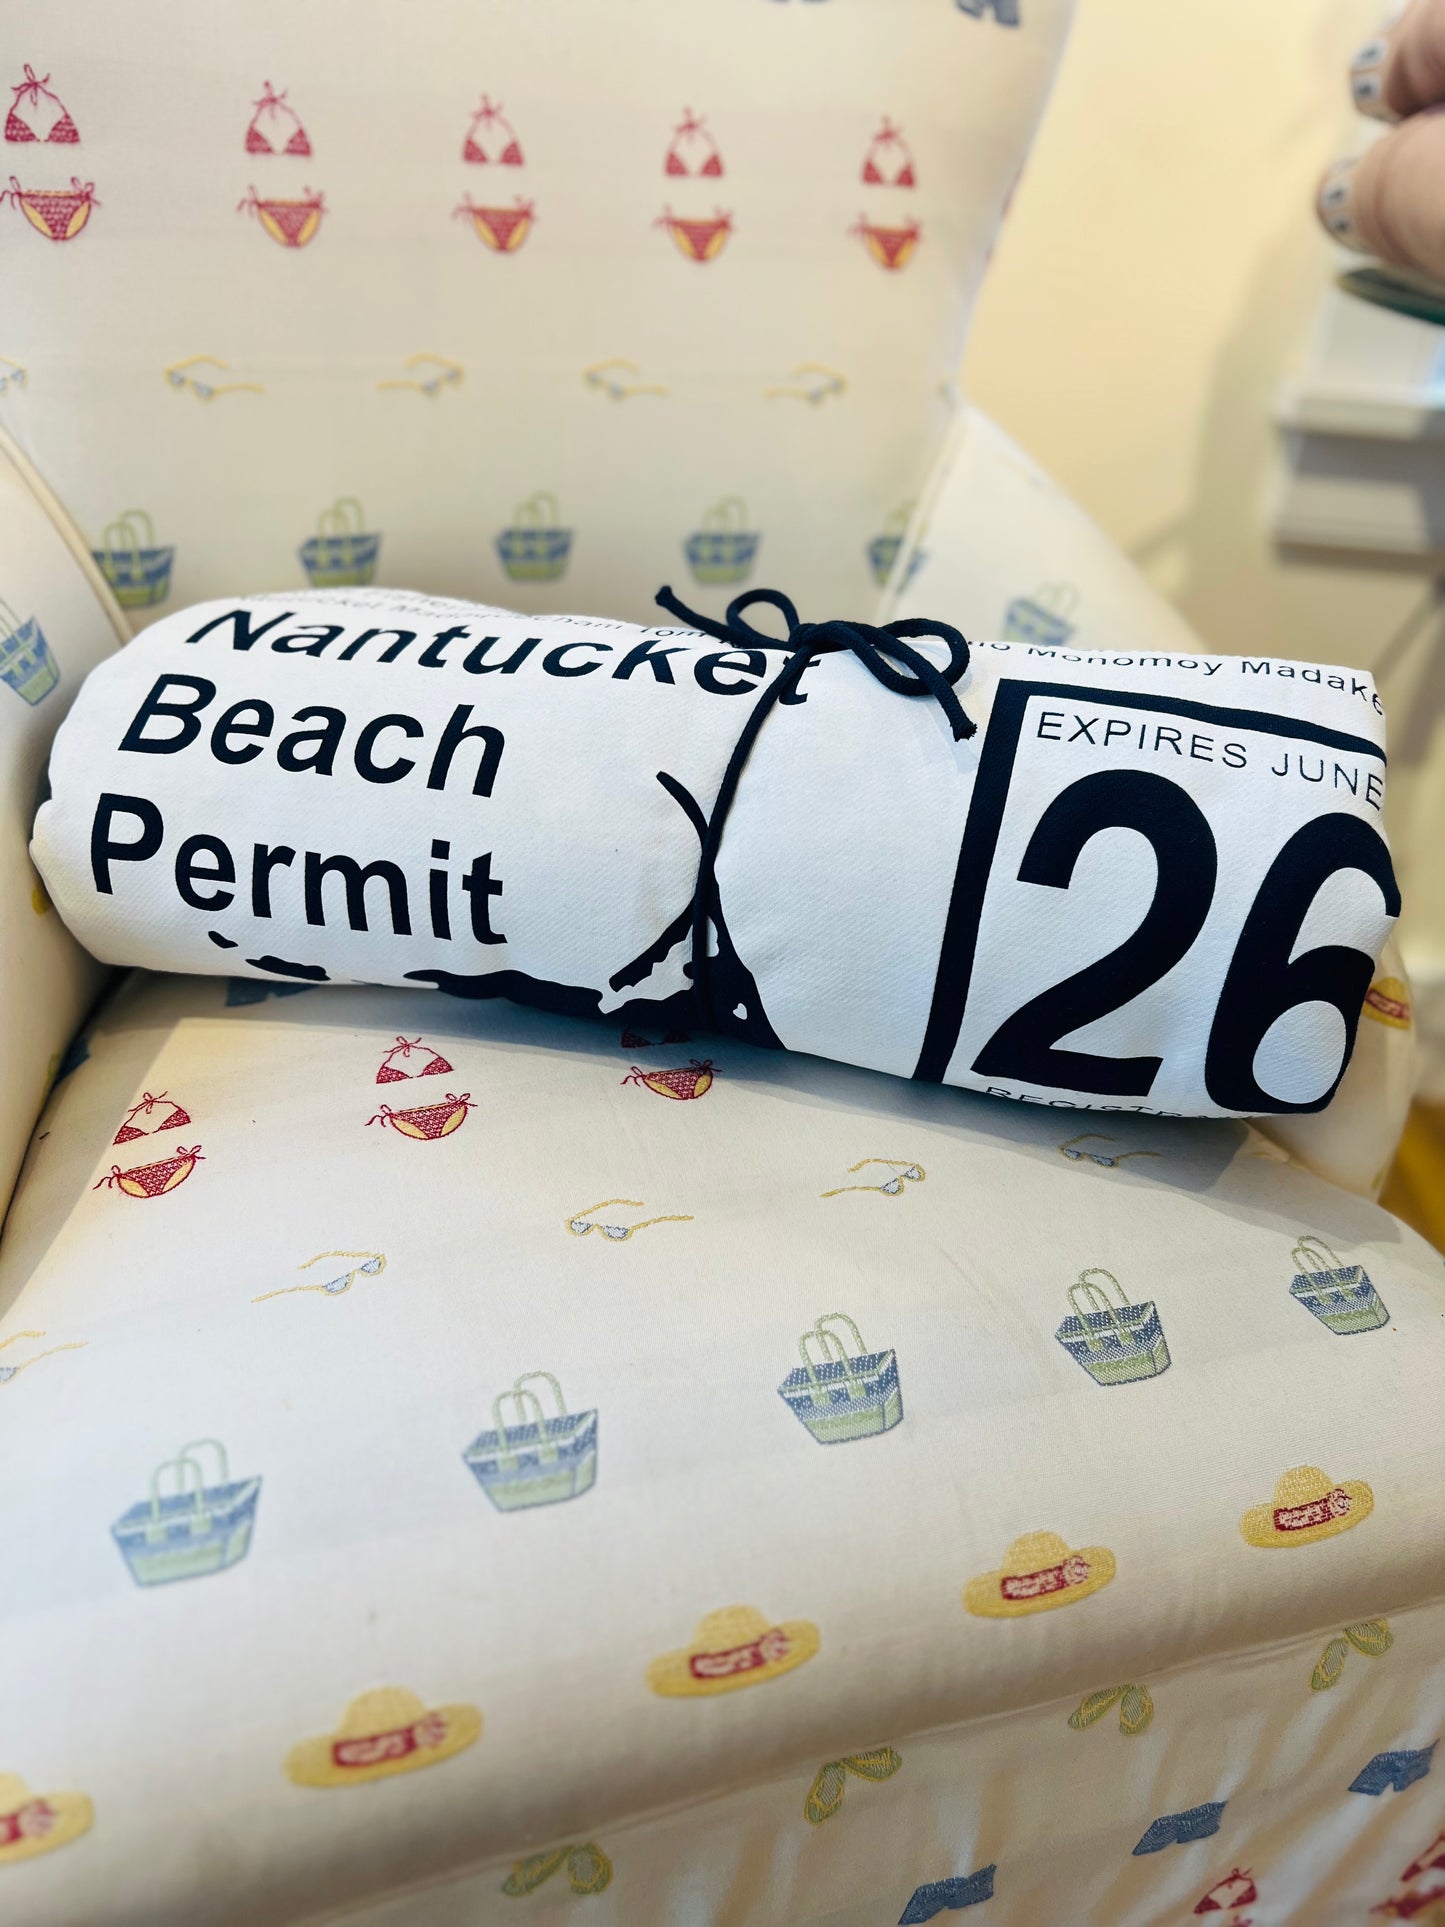 Monomoy Madake
Nantucket
Beach
Permit
EXPIRES JUNE
26